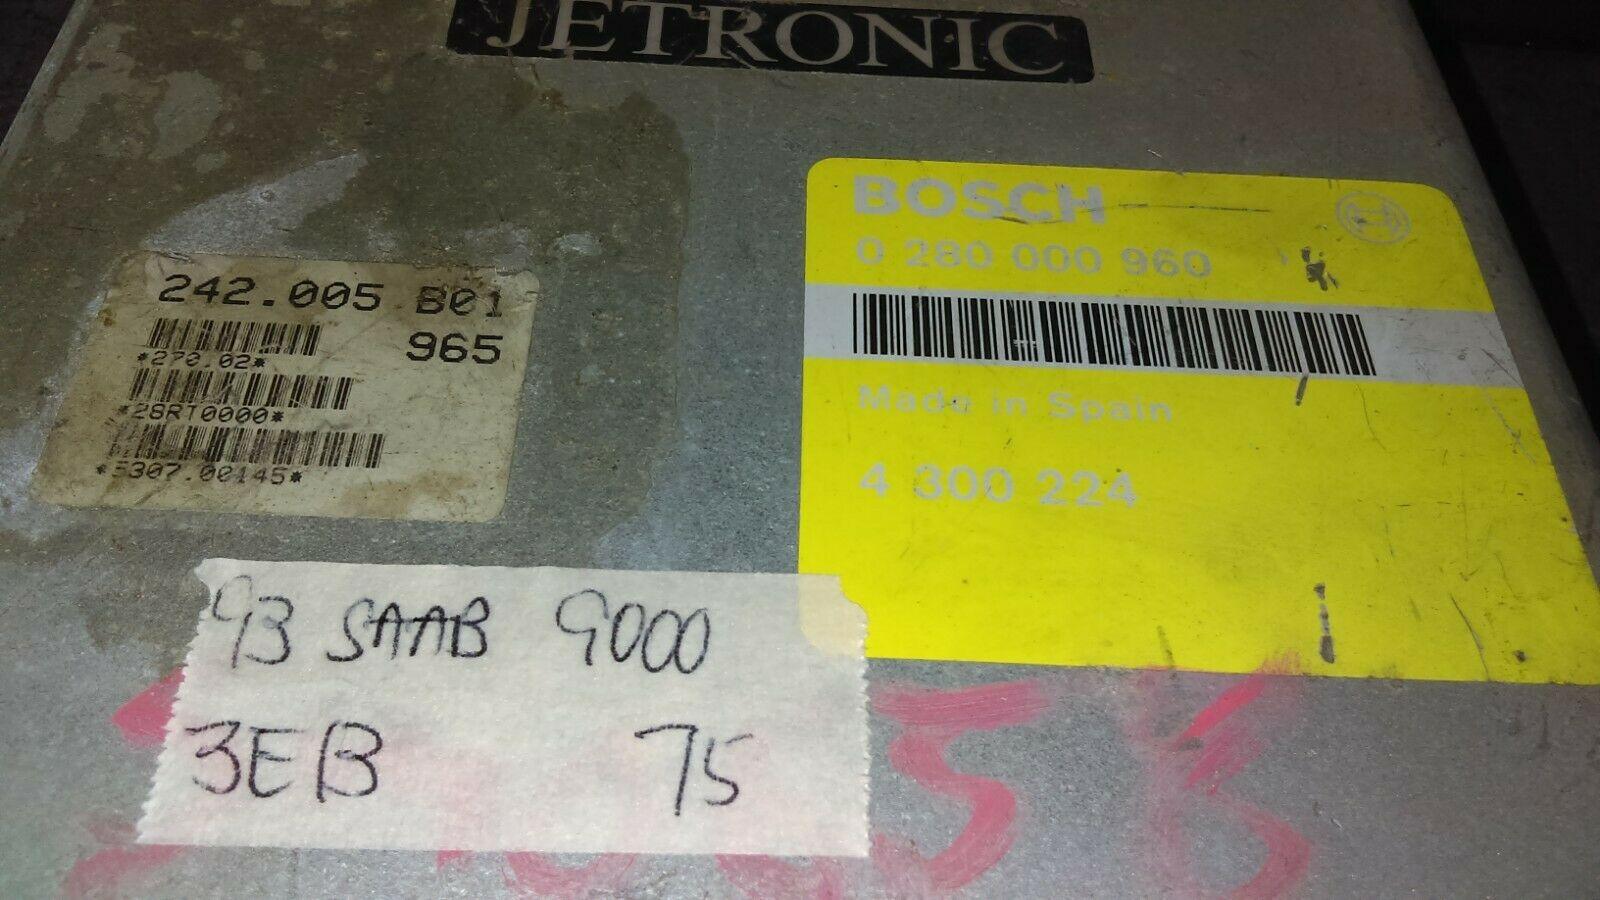 JETRONIC
BOSCH
0 280 000 960
Made in Spain
4 300 224
242.005 B01
965
*270.02*
*28RT0000*
*5307.00145*
93 SAAB 9000
3EB 75